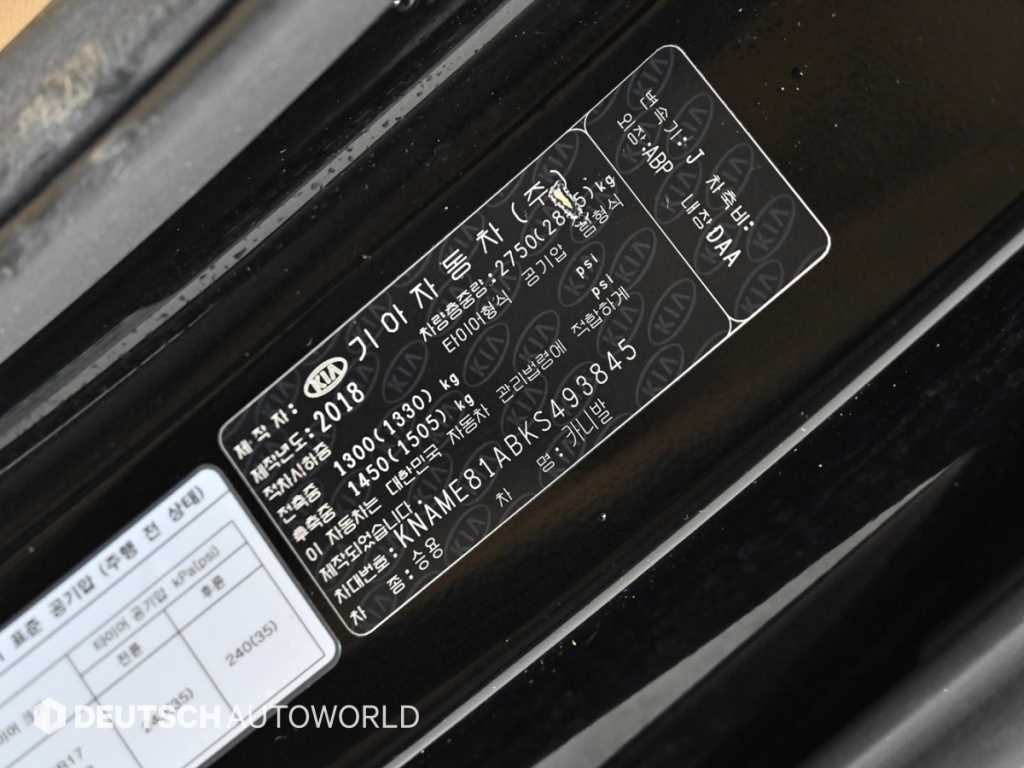 제 작 자: KIA 기 아 자 동 차 (주)
제작년도: 2018 차량총중량: 2750(2835)kg
적차시하중 타이어형식 공기압 림형식
전축중 1300(1330) kg psi
후축중 1450(1505) kg psi
이 자동차는 대한민국 자동차 관리법령에 적합하게
제작되었습니다.
차대번호: KNAME81ABKS493845
차 종: 승용 차 명: 카니발
변속기: J 차축비:
외장: ABP 내장 DAA
표준 공기압 (주행 전 상태)
타이어 공기압 kPa(psi)
전륜 후륜
240(35)
DEUTSCH AUTOWORLD